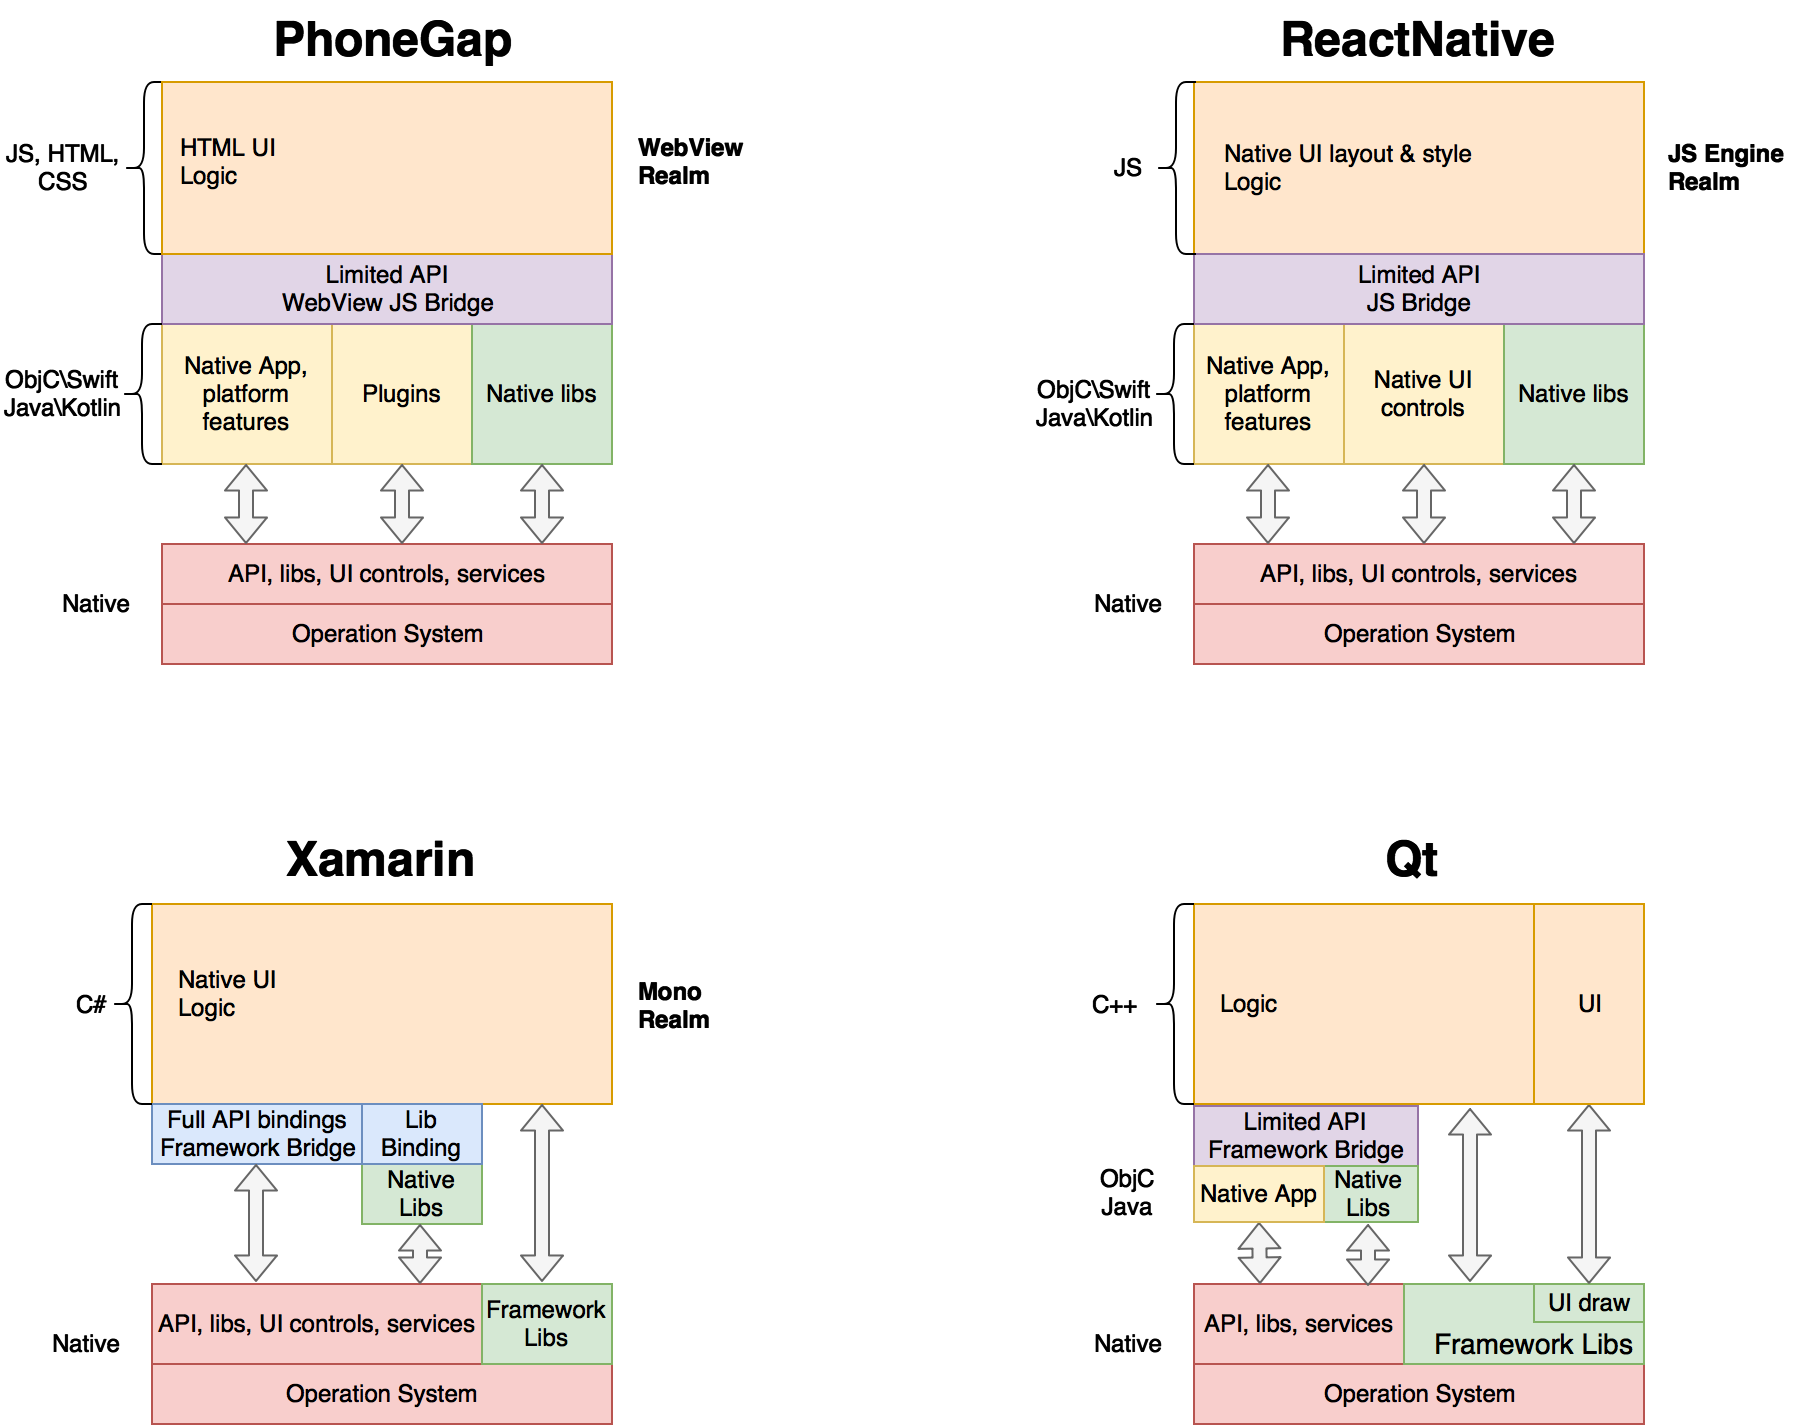 PhoneGap
JS, HTML,
CSS
HTML UI
Logic
WebView
Realm
Limited API
WebView JS Bridge
ObjC\Swift
Java\Kotlin
Native App,
platform
features
Plugins
Native libs
API, libs, UI controls, services
Native
Operation System
ReactNative
JS
Native UI layout & style
Logic
JS Engine
Realm
Limited API
JS Bridge
ObjC\Swift
Java\Kotlin
Native App,
platform
features
Native UI
controls
Native libs
API, libs, UI controls, services
Native
Operation System
Xamarin
C#
Native UI
Logic
Mono
Realm
Full API bindings
Framework Bridge
Lib
Binding
Native
Libs
API, libs, UI controls, services
Framework
Libs
Native
Operation System
Qt
C++
Logic
UI
Limited API
Framework Bridge
ObjC
Java
Native App
Native
Libs
API, libs, services
UI draw
Framework Libs
Native
Operation System